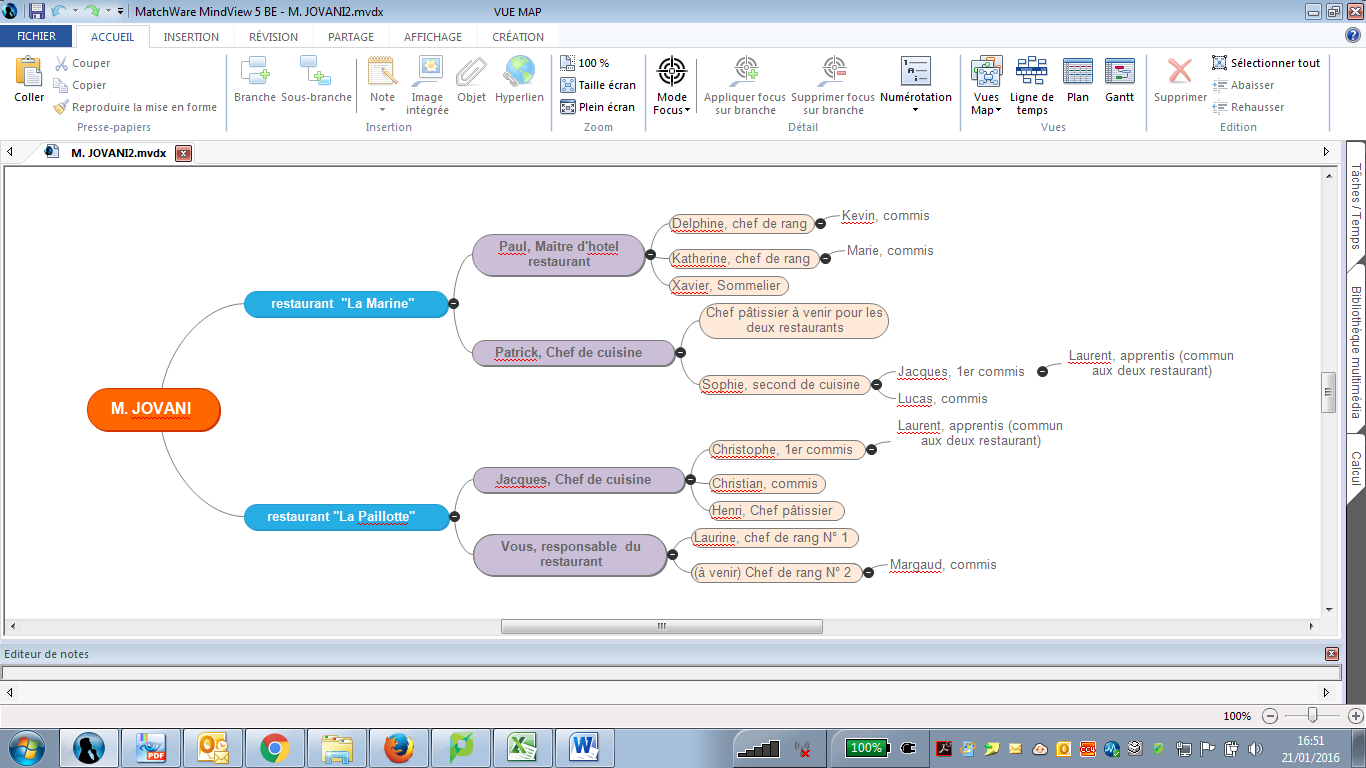 MatchWare MindView 5 BE - M. JOVANI2.mvdx
VUE MAP
FICHIER
ACCUEIL
INSERTION
RÉVISION
PARTAGE
AFFICHAGE
CRÉATION
Coller
Couper
Copier
Reproduire la mise en forme
Presse-papiers
Branche
Sous-branche
Note
Image
intégrée
Objet
Hyperlien
Insertion
100 %
Taille écran
Plein écran
Zoom
Mode
Focus
Appliquer focus
sur branche
Supprimer focus
sur branche
Numérotation
Détail
Vues
Map
Ligne de
temps
Plan
Gantt
Vues
Supprimer
Sélectionner tout
Abaisser
Rehausser
Edition
M. JOVANI2.mvdx
M. JOVANI
restaurant "La Marine"
Paul, Maître d'hotel
restaurant
Delphine, chef de rang
Kevin, commis
Katherine, chef de rang
Marie, commis
Xavier, Sommelier
Patrick, Chef de cuisine
Chef pâtissier à venir pour les
deux restaurants
Sophie, second de cuisine
Jacques, 1er commis
Laurent, apprentis (commun
aux deux restaurant)
Lucas, commis
restaurant "La Paillotte"
Jacques, Chef de cuisine
Christophe, 1er commis
Laurent, apprentis (commun
aux deux restaurant)
Christian, commis
Henri, Chef pâtissier
Vous, responsable du
restaurant
Laurine, chef de rang N° 1
(à venir) Chef de rang N° 2
Margaud, commis
Tâches / Temps
Bibliothèque multimédia
Calcul
Editeur de notes
100%
100%
16:51
21/01/2016